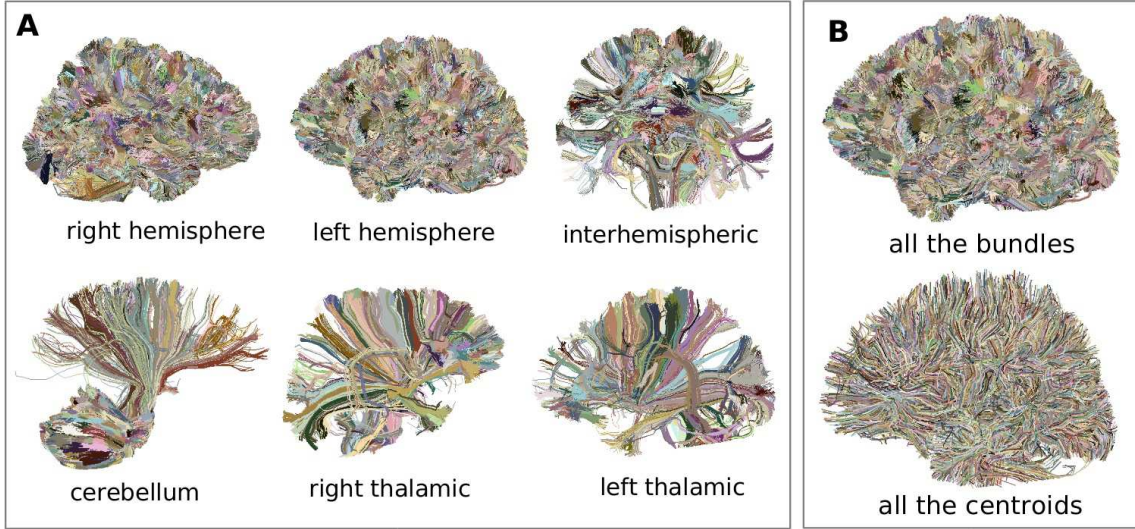 A
right hemisphere
left hemisphere
interhemispheric
cerebellum
right thalamic
left thalamic
B
all the bundles
all the centroids